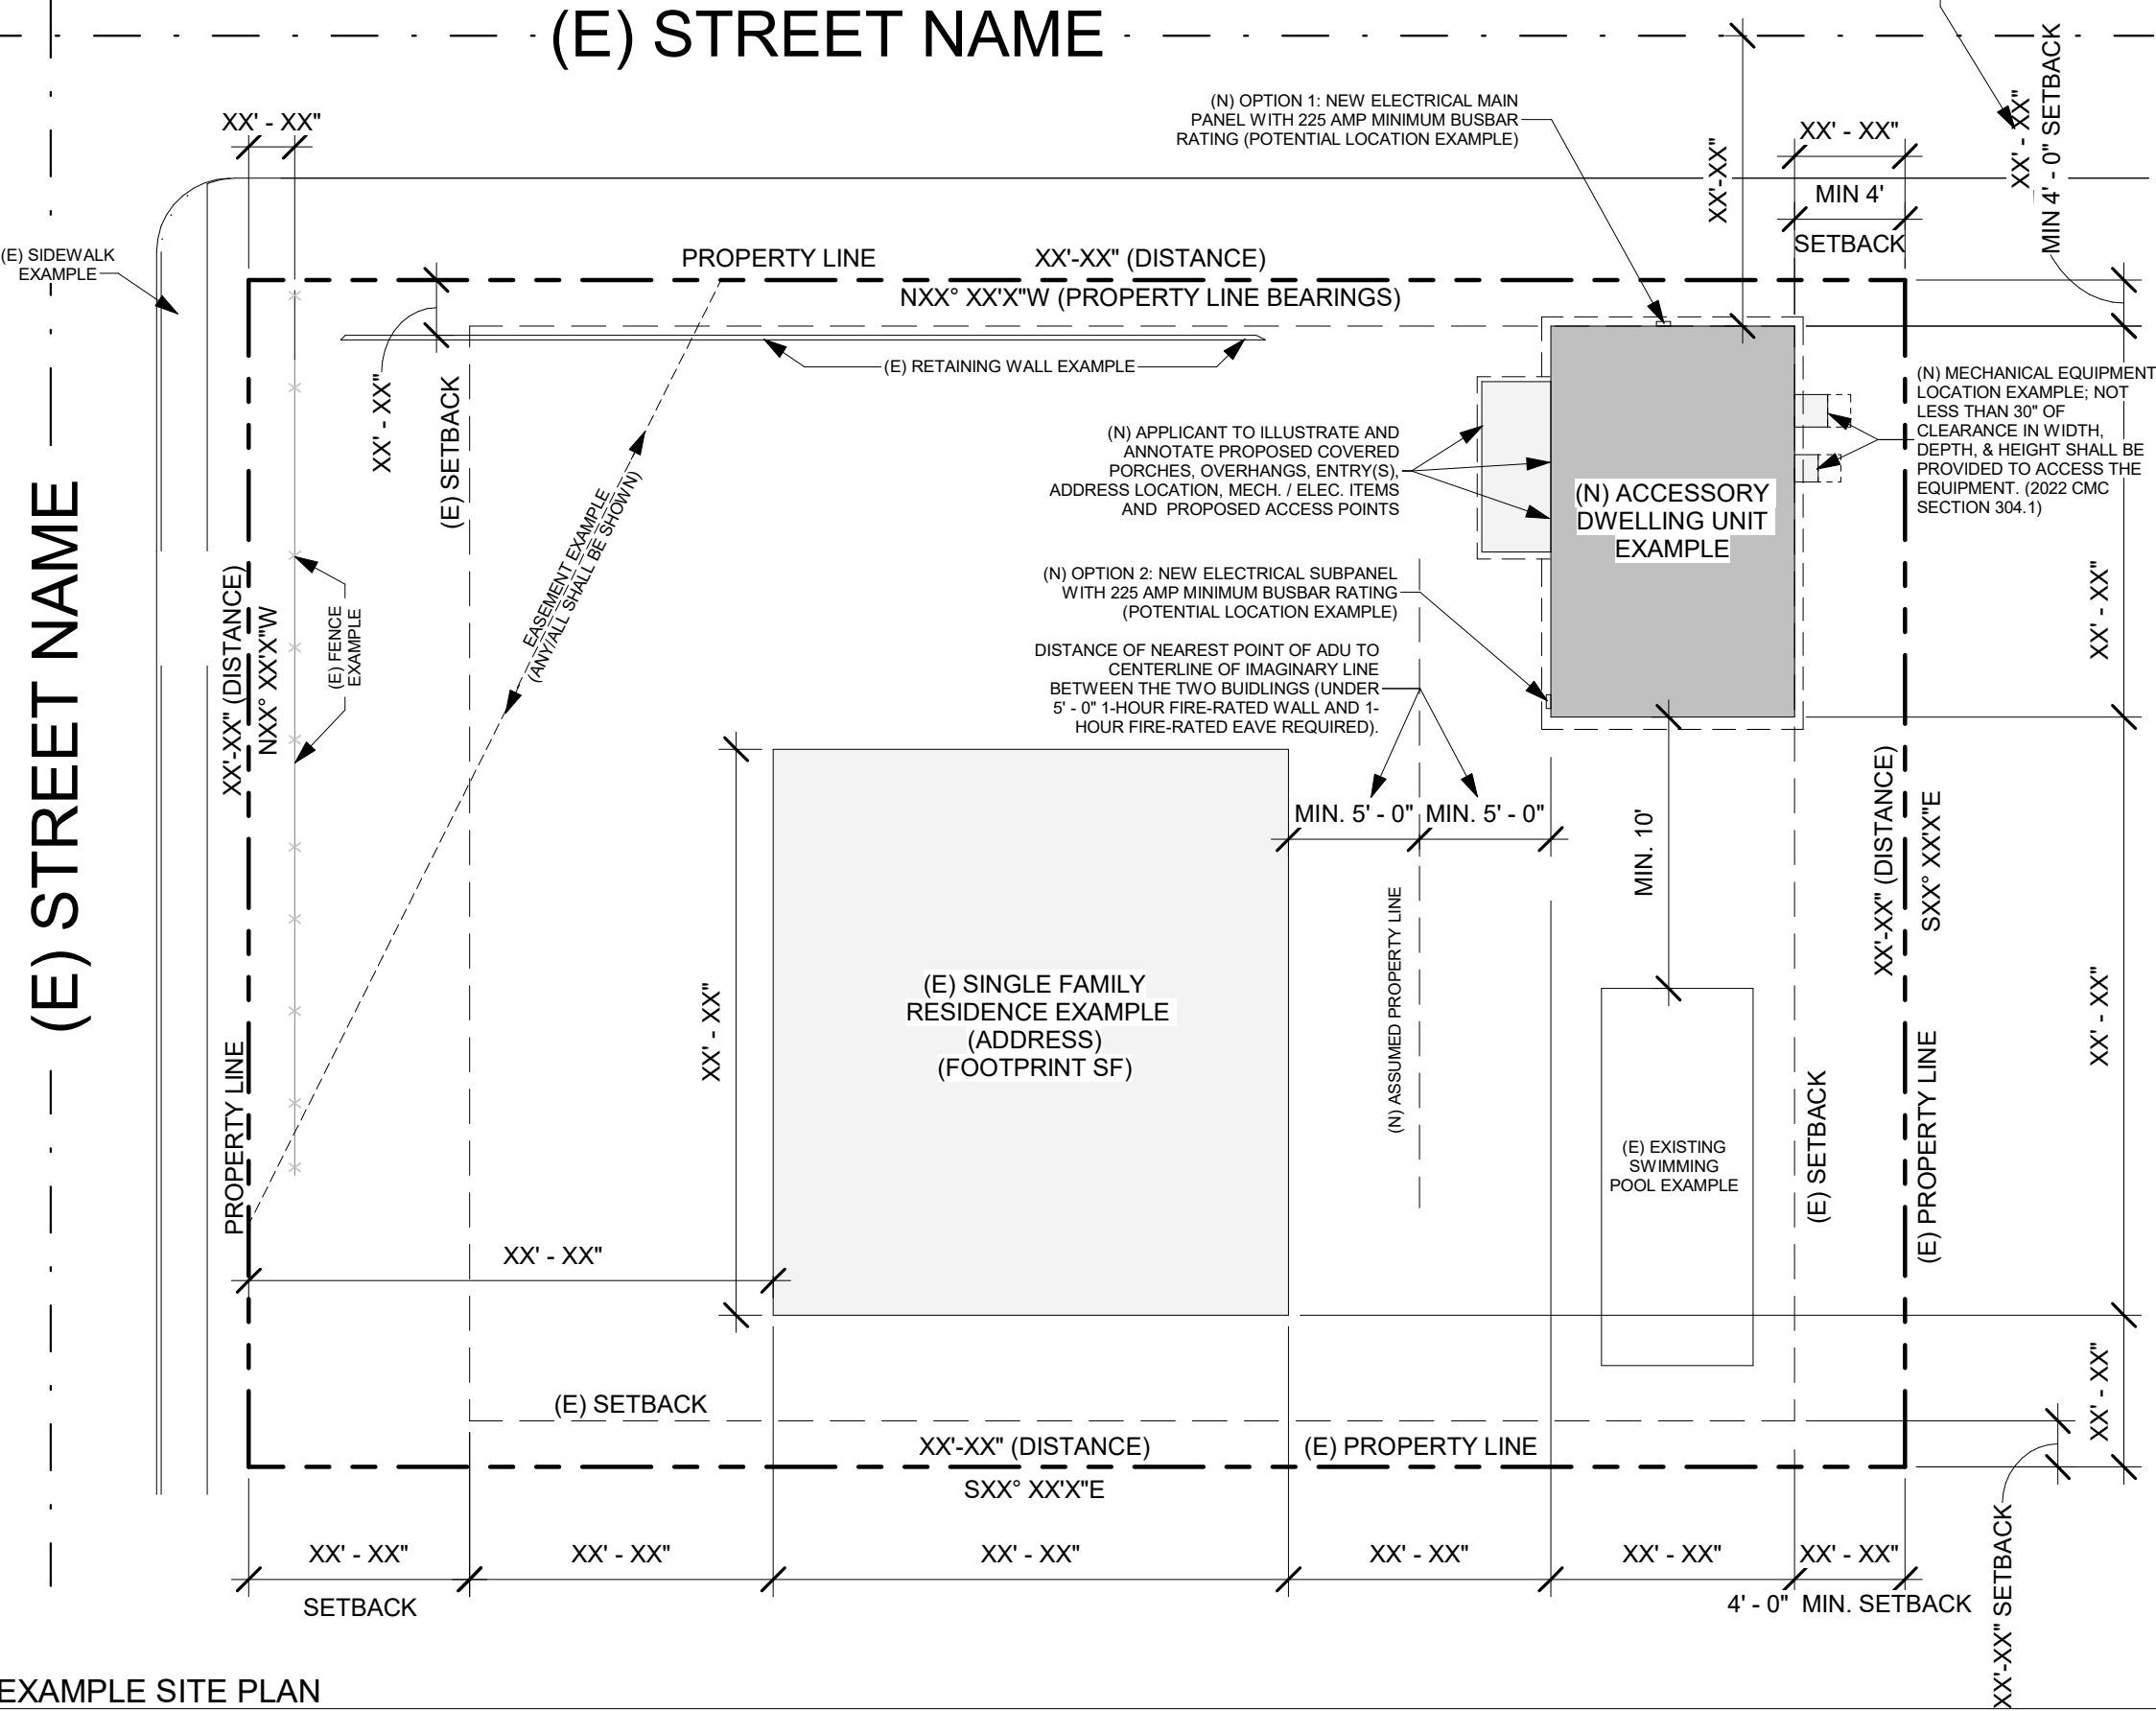 (E) STREET NAME
XX' - XX"
(N) OPTION 1: NEW ELECTRICAL MAIN
PANEL WITH 225 AMP MINIMUM BUSBAR
RATING (POTENTIAL LOCATION EXAMPLE)
XX'-XX"
XX' - XX"
MIN 4'
SETBACK
XX' - XX"
MIN 4' - 0" SETBACK
(E) SIDEWALK
EXAMPLE
PROPERTY LINE
XX'-XX" (DISTANCE)
NXX° XX'X"W (PROPERTY LINE BEARINGS)
XX' - XX"
(E) SETBACK
(E) RETAINING WALL EXAMPLE
(N) MECHANICAL EQUIPMENT
LOCATION EXAMPLE; NOT
LESS THAN 30" OF
CLEARANCE IN WIDTH,
DEPTH, & HEIGHT SHALL BE
PROVIDED TO ACCESS THE
EQUIPMENT. (2022 CMC
SECTION 304.1)
(N) APPLICANT TO ILLUSTRATE AND
ANNOTATE PROPOSED COVERED
PORCHES, OVERHANGS, ENTRY(S),
ADDRESS LOCATION, MECH. / ELEC. ITEMS
AND PROPOSED ACCESS POINTS
(N) ACCESSORY
DWELLING UNIT
EXAMPLE
EASEMENT EXAMPLE
(ANY/ALL SHALL BE SHOWN)
(E) STREET NAME
XX'-XX" (DISTANCE)
NXX° XX'X"W
(E) FENCE
EXAMPLE
(N) OPTION 2: NEW ELECTRICAL SUBPANEL
WITH 225 AMP MINIMUM BUSBAR RATING
(POTENTIAL LOCATION EXAMPLE)
XX' - XX"
DISTANCE OF NEAREST POINT OF ADU TO
CENTERLINE OF IMAGINARY LINE
BETWEEN THE TWO BUIDLINGS (UNDER
5' - 0" 1-HOUR FIRE-RATED WALL AND 1-
HOUR FIRE-RATED EAVE REQUIRED).
MIN. 5' - 0"
MIN. 5' - 0"
MIN. 10'
XX'-XX" (DISTANCE)
SXX° XX'X"E
(N) ASSUMED PROPERTY LINE
XX' - XX"
(E) SINGLE FAMILY
RESIDENCE EXAMPLE
(ADDRESS)
(FOOTPRINT SF)
XX' - XX"
PROPERTY LINE
(E) EXISTING
SWIMMING
POOL EXAMPLE
(E) SETBACK
(E) PROPERTY LINE
XX' - XX"
XX' - XX"
(E) SETBACK
XX'-XX" (DISTANCE)
(E) PROPERTY LINE
SXX° XX'X"E
XX' - XX"
SETBACK
XX' - XX"
XX' - XX"
XX' - XX"
XX' - XX"
XX' - XX"
4' - 0" MIN. SETBACK
XX'-XX" SETBACK
EXAMPLE SITE PLAN